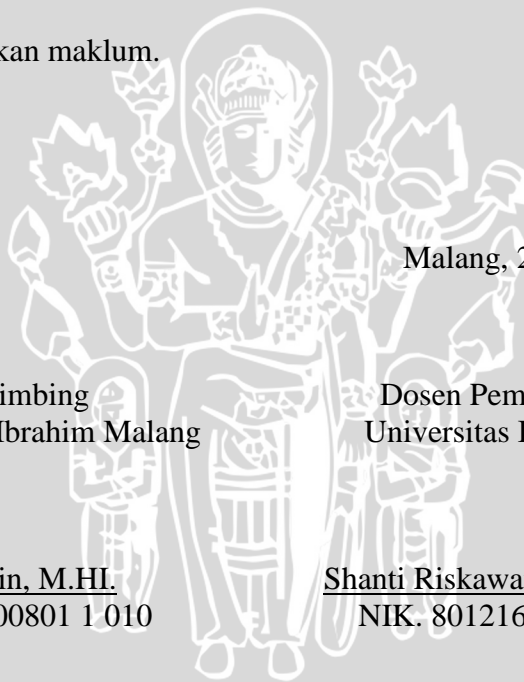 kan maklum.
Malang, 2
imbing Dosen Pem
Ibrahim Malang Universitas
in, M.HI. Shanti Riskawa
00801 1 010 NIK. 801216